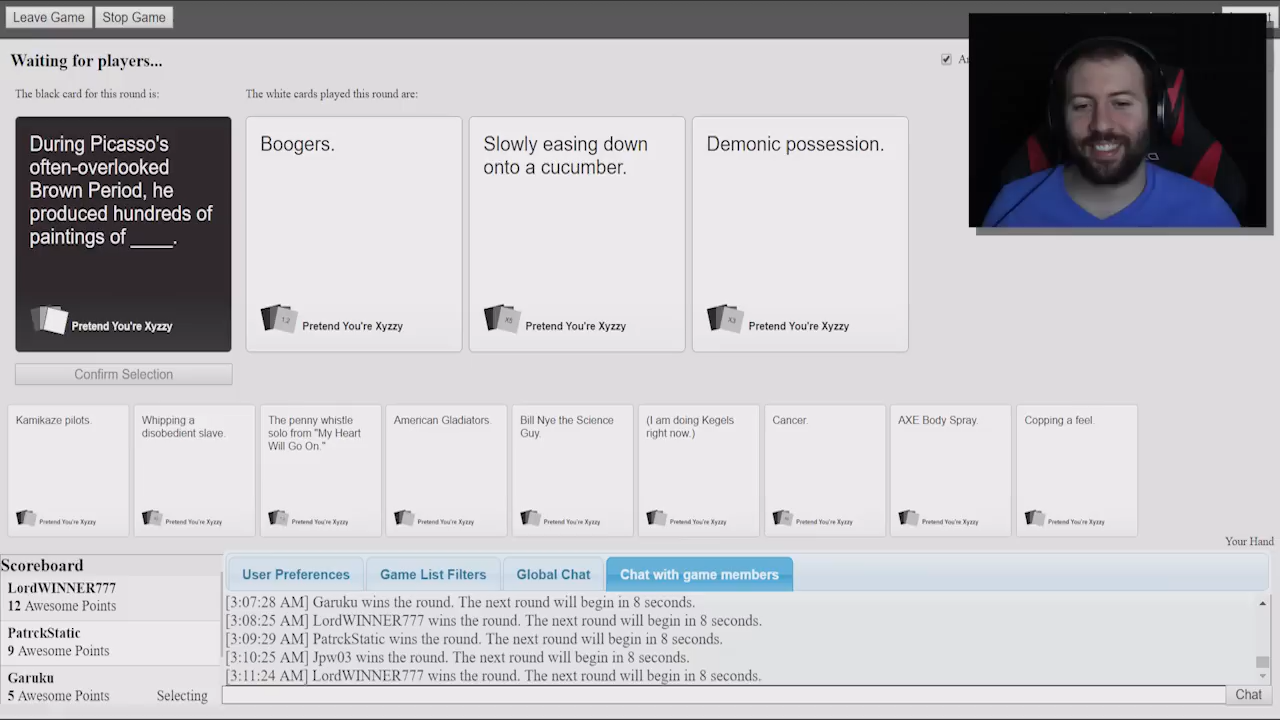 Leave Game
Stop Game
Waiting for players...
The black card for this round is:
The white cards played this round are:
During Picasso's
often-overlooked
Brown Period, he
produced hundreds of
paintings of ____.
Pretend You're Xyzzy
Boogers.
Pretend You're Xyzzy
Slowly easing down
onto a cucumber.
Pretend You're Xyzzy
Demonic possession.
Pretend You're Xyzzy
Confirm Selection
Kamikaze pilots.
Pretend You're Xyzzy
Whipping a
disobedient slave.
Pretend You're Xyzzy
The penny whistle
solo from "My Heart
Will Go On."
Pretend You're Xyzzy
American Gladiators.
Pretend You're Xyzzy
Bill Nye the Science
Guy.
Pretend You're Xyzzy
(I am doing Kegels
right now.)
Pretend You're Xyzzy
Cancer.
Pretend You're Xyzzy
AXE Body Spray.
Pretend You're Xyzzy
Copping a feel.
Pretend You're Xyzzy
Your Hand
Scoreboard
LordWINNER777
12 Awesome Points
PatrckStatic
9 Awesome Points
Garuku
5 Awesome Points Selecting
User Preferences
Game List Filters
Global Chat
Chat with game members
[3:07:28 AM] Garuku wins the round. The next round will begin in 8 seconds.
[3:08:25 AM] LordWINNER777 wins the round. The next round will begin in 8 seconds.
[3:09:29 AM] PatrckStatic wins the round. The next round will begin in 8 seconds.
[3:10:25 AM] Jpw03 wins the round. The next round will begin in 8 seconds.
[3:11:24 AM] LordWINNER777 wins the round. The next round will begin in 8 seconds.
Chat